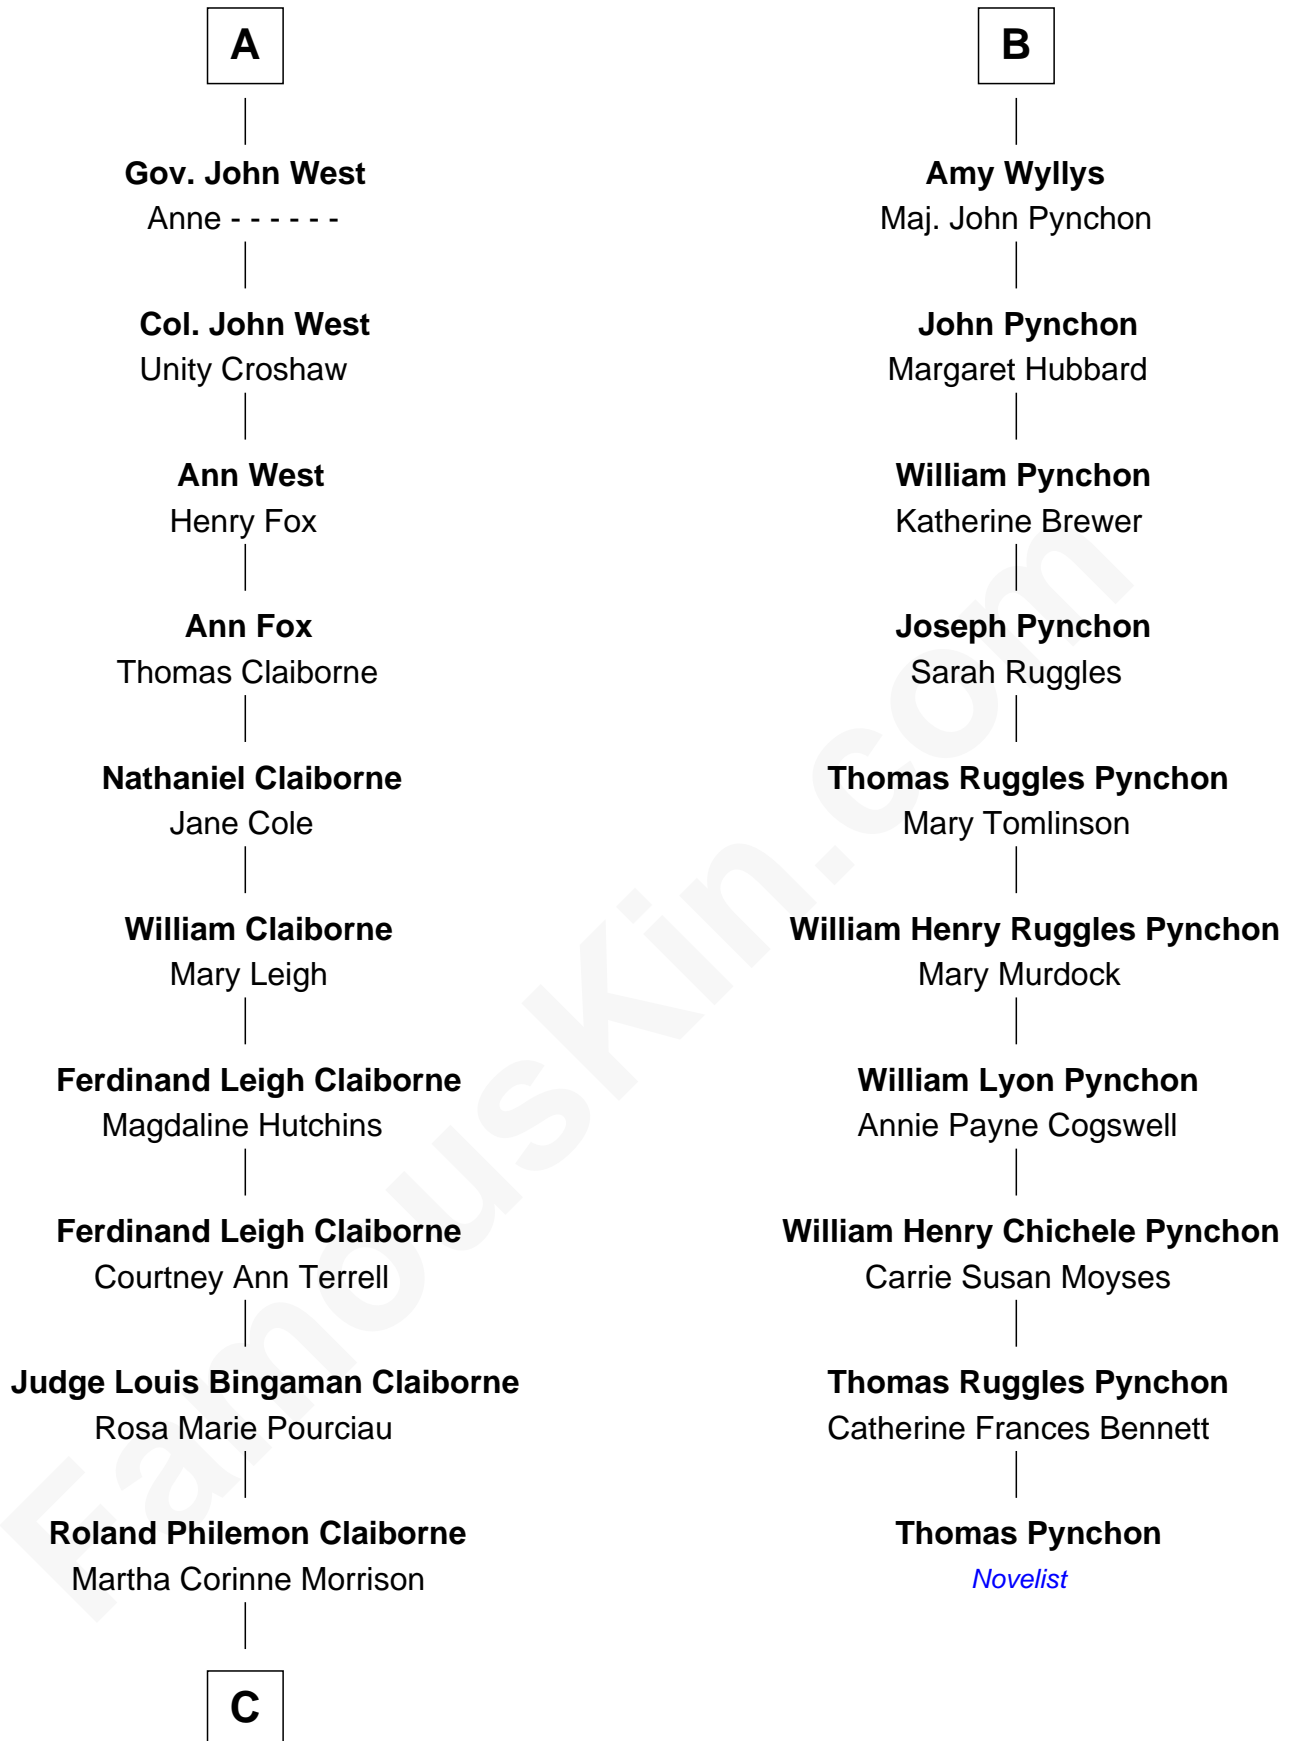 A
Gov. John West
Anne - - - - - -
Col. John West
Unity Croshaw
Ann West
Henry Fox
Ann Fox
Thomas Claiborne
Nathaniel Claiborne
Jane Cole
William Claiborne
Mary Leigh
Ferdinand Leigh Claiborne
Magdaline Hutchins
Ferdinand Leigh Claiborne
Courtney Ann Terrell
Judge Louis Bingaman Claiborne
Rosa Marie Pourciau
Roland Philemon Claiborne
Martha Corinne Morrison
C
B
Amy Wyllys
Maj. John Pynchon
John Pynchon
Margaret Hubbard
William Pynchon
Katherine Brewer
Joseph Pynchon
Sarah Ruggles
Thomas Ruggles Pynchon
Mary Tomlinson
William Henry Ruggles Pynchon
Mary Murdock
William Lyon Pynchon
Annie Payne Cogswell
William Henry Chichele Pynchon
Carrie Susan Moyses
Thomas Ruggles Pynchon
Catherine Frances Bennett
Thomas Pynchon
Novelist
FamousKin.com